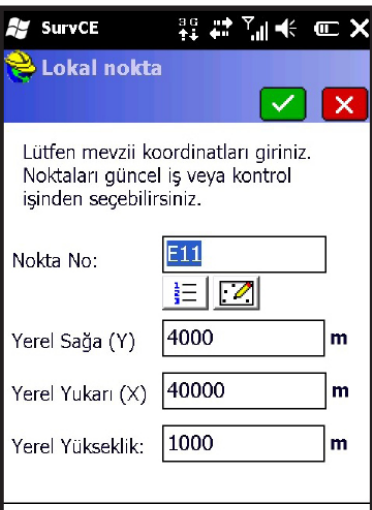 SurvCE
3G
Lokal nokta
Lütfen mevzii koordinatları giriniz.
Noktaları güncel iş veya kontrol
işinden seçebilirsiniz.
Nokta No: E11
Yerel Sağa (Y) 4000 m
Yerel Yukarı (X) 40000 m
Yerel Yükseklik: 1000 m